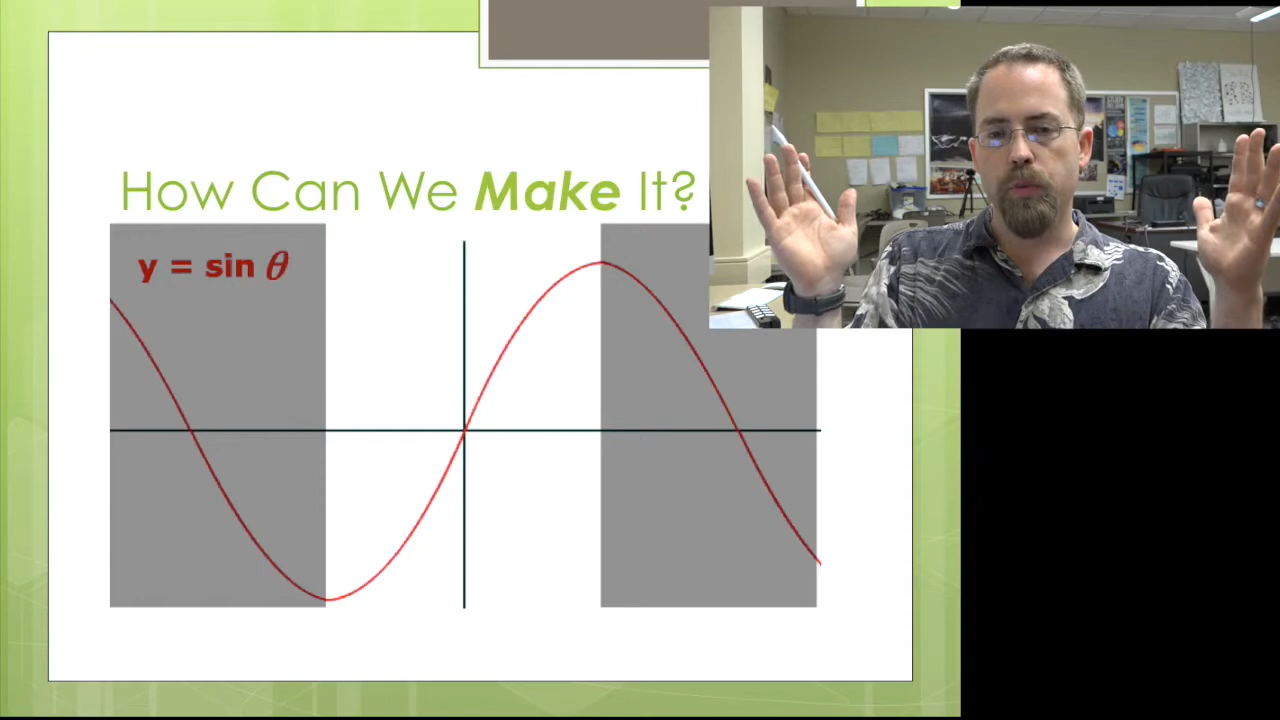 How Can We Make It?
y = sin θ